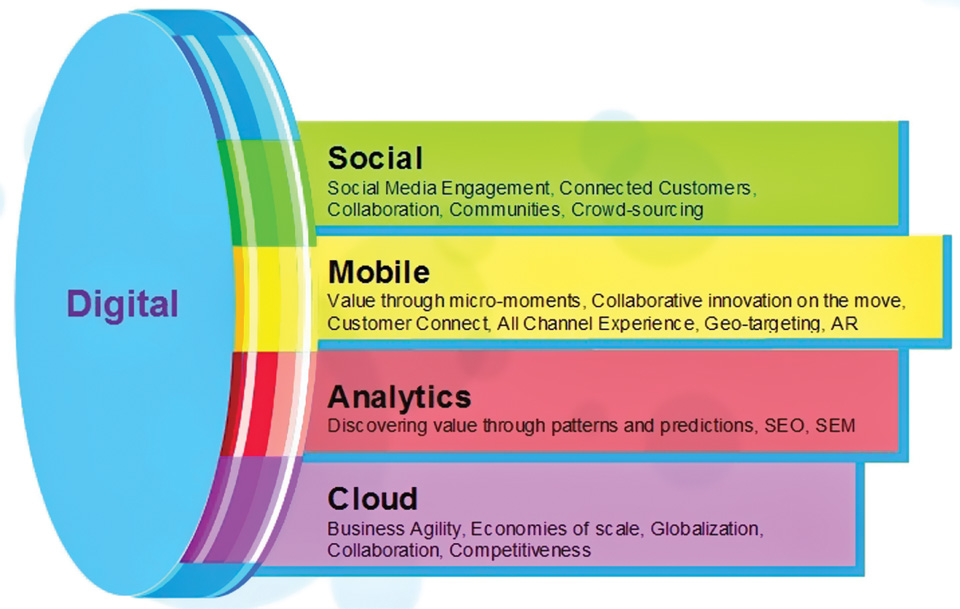 Digital
Social
Social Media Engagement, Connected Customers,
Collaboration, Communities, Crowd-sourcing
Mobile
Value through micro-moments, Collaborative innovation on the move,
Customer Connect, All Channel Experience, Geo-targeting, AR
Analytics
Discovering value through patterns and predictions, SEO, SEM
Cloud
Business Agility, Economies of scale, Globalization,
Collaboration, Competitiveness